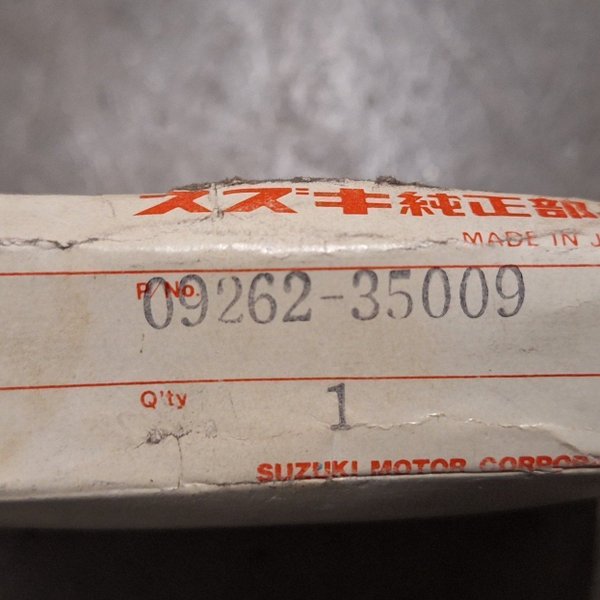 スズキ純正部
MADE IN J
P/No. 09262-35009
Q'ty 1
SUZUKI MOTOR CORPOR